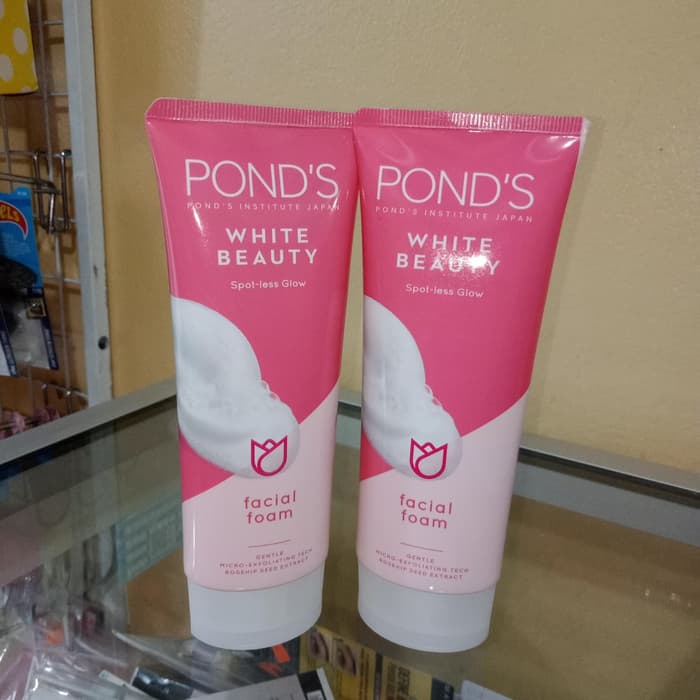 POND'S
POND'S INSTITUTE JAPAN
WHITE
BEAUTY
Spot-less Glow
facial
foam
GENTLE
MICRO-EXFOLIATING TECH
ROSEHIP SEED EXTRACT
POND'S
POND'S INSTITUTE JAPAN
WHITE
BEAUTY
Spot-less Glow
facial
foam
GENTLE
MICRO-EXFOLIATING TECH
ROSEHIP SEED EXTRACT